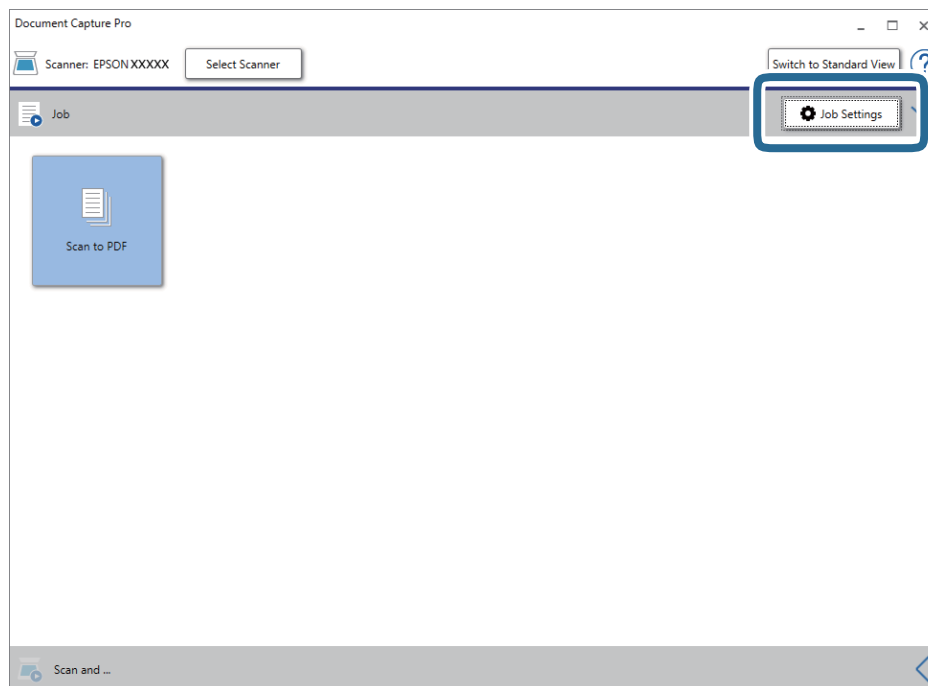 Document Capture Pro
Scanner: EPSON XXXXX Select Scanner Switch to Standard View ?
Job Job Settings
Scan to PDF
Scan and ...